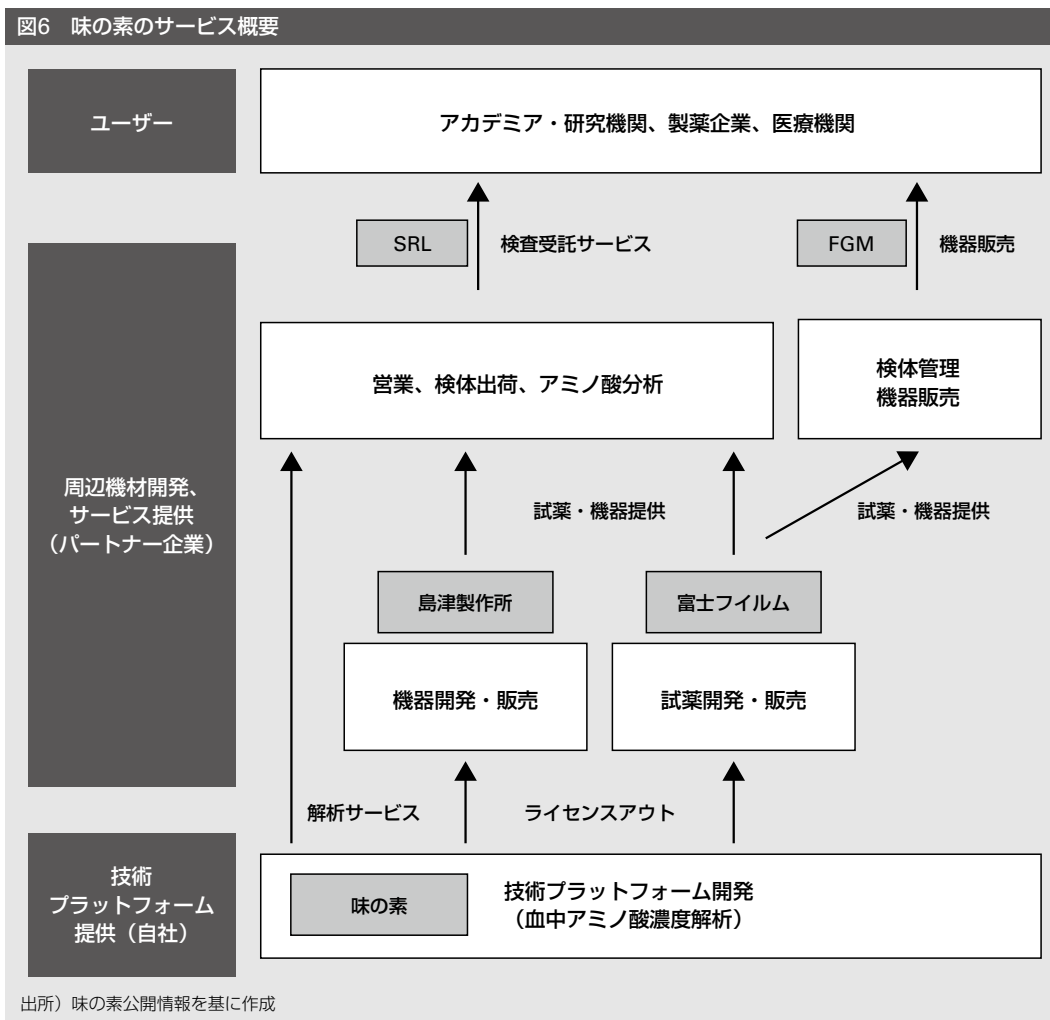 図6　味の素のサービス概要
ユーザー
アカデミア・研究機関、製薬企業、医療機関
SRL
検査受託サービス
FGM
機器販売
周辺機材開発、
サービス提供
（パートナー企業）
営業、検体出荷、アミノ酸分析
検体管理
機器販売
試薬・機器提供
試薬・機器提供
島津製作所
富士フイルム
機器開発・販売
試薬開発・販売
解析サービス
ライセンスアウト
技術
プラットフォーム
提供（自社）
味の素
技術プラットフォーム開発
（血中アミノ酸濃度解析）
出所）味の素公開情報を基に作成